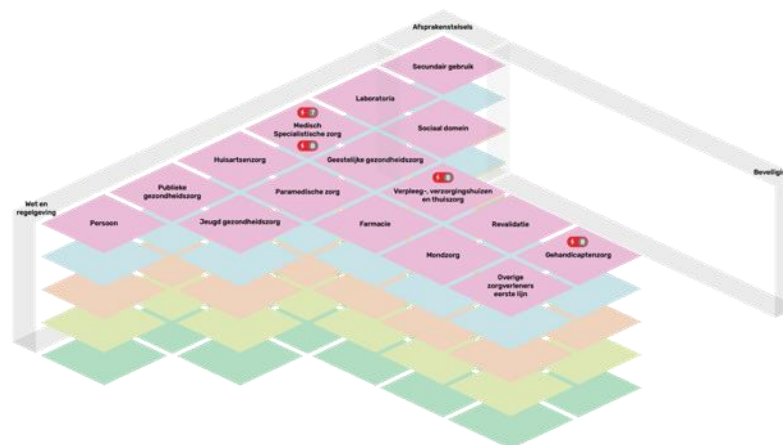 Afsprakenstelsels
Secundair gebruik
Laboratoria
Medisch
Specialistische zorg
Sociaal domein
Huisartsenzorg
Geestelijke gezondheidszorg
Publieke
gezondheidszorg
Paramedische zorg
Verpleeg-, verzorgingshuizen
en thuiszorg
Beveiligi
Wet en
regelgeving
Persoon
Jeugd gezondheidszorg
Farmacie
Revalidatie
Mondzorg
Gehandicaptenzorg
Overige
zorgverleners
eerste lijn